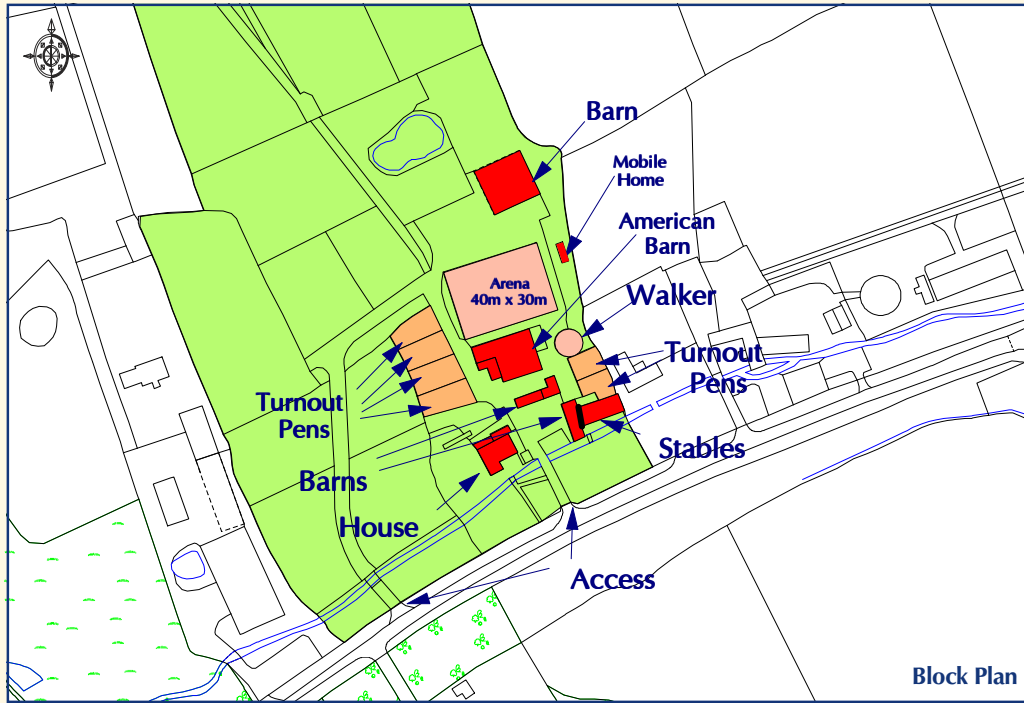 Barn
Mobile
Home
American
Barn
Arena
40m x 30m
Walker
Turnout
Pens
Turnout
Pens
Stables
Barns
House
Access
Block Plan